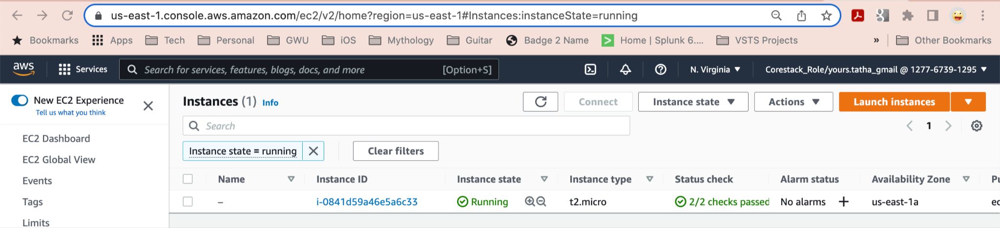 us-east-1.console.aws.amazon.com/ec2/v2/home?region=us-east-1#Instances:instanceState=running
Bookmarks Apps Tech Personal GWU iOS Mythology Guitar Badge 2 Name Home | Splunk 6.... VSTS Projects » Other Bookmarks
aws Services Search for services, features, blogs, docs, and more [Option+S] N. Virginia Corestack_Role/yours.tatha_gmail @ 1277-6739-1295
New EC2 Experience
Tell us what you think
EC2 Dashboard
EC2 Global View
Events
Tags
Limits
Instances (1) Info Connect Instance state Actions Launch instances
Search
1
Instance state = running Clear filters
Name Instance ID Instance state Instance type Status check Alarm status Availability Zone
– i-0841d59a46e5a6c33 Running t2.micro 2/2 checks passed No alarms + us-east-1a